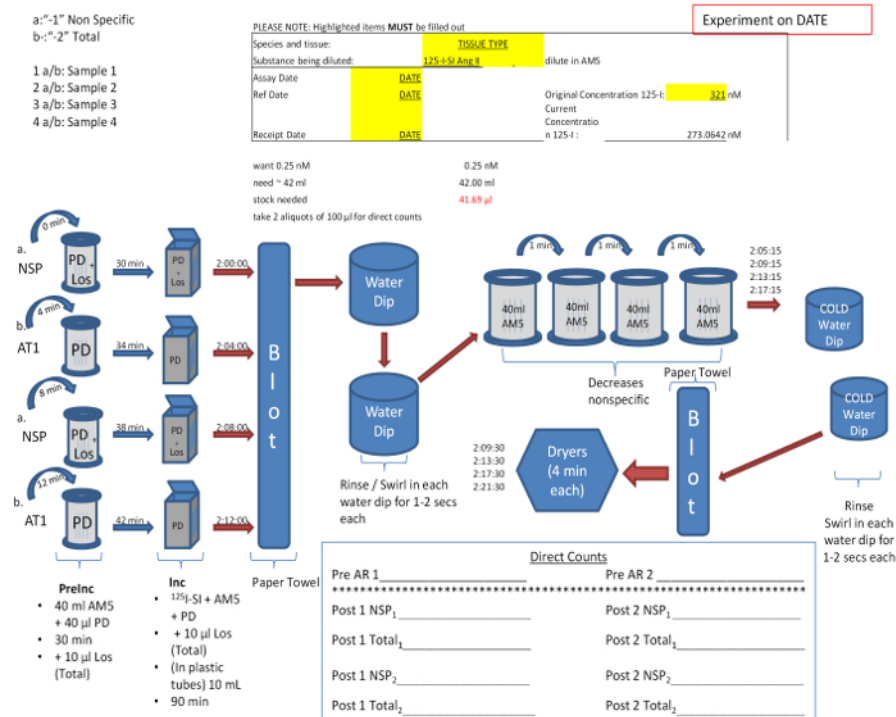 a:"-1" Non Specific
b-:"-2" Total
1 a/b: Sample 1
2 a/b: Sample 2
3 a/b: Sample 3
4 a/b: Sample 4
PLEASE NOTE: Highlighted items MUST be filled out
Experiment on DATE
Species and tissue: TISSUE TYPE
Substance being diluted: 125-I-SI Ang II - dilute in AM5
Assay Date DATE
Ref Date DATE Original Concentration 125-I: 321 nM
Current
Concentratio
Receipt Date DATE n 125-I : 273.0642 nM
want 0.25 nM 0.25 nM
need ~ 42 ml 42.00 ml
stock needed 41.69 µl
take 2 aliquots of 100 µl for direct counts
0 min
a.
NSP
PD + Los
30 min
PD + Los
2:00:00
4 min
b.
AT1
PD
34 min
PD
2:04:00
8 min
a.
NSP
PD + Los
38 min
PD + Los
2:08:00
12 min
b.
AT1
PD
42 min
PD
2:12:00
Blot
Paper Towel
Water
Dip
Water
Dip
Rinse / Swirl in each
water dip for 1-2 secs
each
1 min
1 min
1 min
40ml
AM5
40ml
AM5
40ml
AM5
40ml
AM5
Decreases
nonspecific
2:05:15
2:09:15
2:13:15
2:17:15
COLD
Water
Dip
COLD
Water
Dip
Rinse
Swirl in each
water dip for
1-2 secs each
Paper Towel
Blot
Dryers
(4 min
each)
2:09:30
2:13:30
2:17:30
2:21:30
PreInc
• 40 ml AM5
+ 40 µl PD
• 30 min
• + 10 µl Los
(Total)
Inc
• ¹²⁵I-SI + AM5
+ PD
• + 10 µl Los
(Total)
• (In plastic
tubes) 10 mL
• 90 min
Direct Counts
Pre AR 1 Pre AR 2
****************************************************
Post 1 NSP₁ Post 2 NSP₁
Post 1 Total₁ Post 2 Total₁
Post 1 NSP₂ Post 2 NSP₂
Post 1 Total₂ Post 2 Total₂